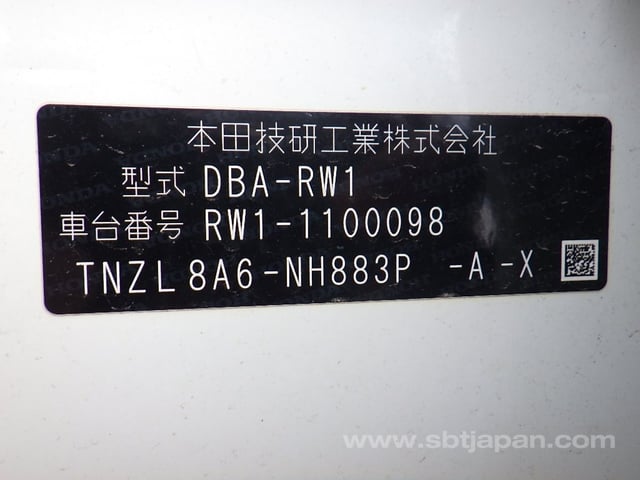 本田技研工業株式会社
型式 DBA-RW1
車台番号 RW1-1100098
TNZL 8A6-NH883P -A -X
www.sbtjapan.com